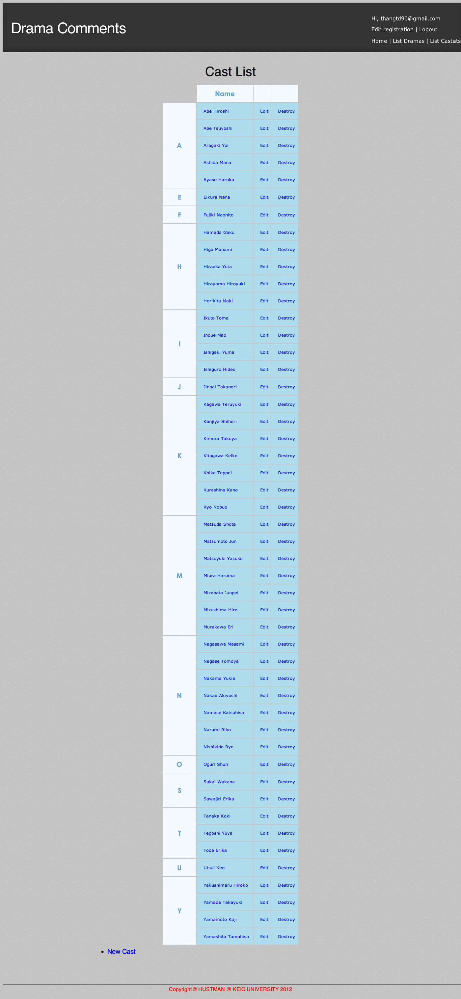 Drama Comments
Hi, thangtd90@gmail.com
Edit registration | Logout
Home | List Dramas | List Casts
Cast List
Name
A
Abe Hiroshi Edit Destroy
Abe Tsuyoshi Edit Destroy
Aragaki Yui Edit Destroy
Ashida Mana Edit Destroy
Ayase Haruka Edit Destroy
E
Eikura Nana Edit Destroy
F
Fujiki Naohito Edit Destroy
H
Hamada Gaku Edit Destroy
Higa Manami Edit Destroy
Hiraoka Yuta Edit Destroy
Hirayama Hiroyuki Edit Destroy
Horikita Maki Edit Destroy
I
Ikuta Toma Edit Destroy
Inoue Mao Edit Destroy
Ishigaki Yuma Edit Destroy
Ishiguro Hideo Edit Destroy
J
Jinnai Takanori Edit Destroy
K
Kagawa Teruyuki Edit Destroy
Kanjiya Shihori Edit Destroy
Kimura Takuya Edit Destroy
Kitagawa Keiko Edit Destroy
Koike Teppei Edit Destroy
Kurashina Kana Edit Destroy
Kyo Nobuo Edit Destroy
M
Matsuda Shota Edit Destroy
Matsumoto Jun Edit Destroy
Matsuyuki Yasuko Edit Destroy
Miura Haruma Edit Destroy
Mizobata Junpei Edit Destroy
Mizushima Hiro Edit Destroy
Murakawa Eri Edit Destroy
N
Nagasawa Masami Edit Destroy
Nagase Tomoya Edit Destroy
Nakama Yukie Edit Destroy
Nakao Akiyoshi Edit Destroy
Namase Katsuhisa Edit Destroy
Narumi Riko Edit Destroy
Nishikido Ryo Edit Destroy
O
Oguri Shun Edit Destroy
S
Sakai Wakana Edit Destroy
Sawajiri Erika Edit Destroy
T
Tanaka Koki Edit Destroy
Tegoshi Yuya Edit Destroy
Toda Erika Edit Destroy
U
Utsui Ken Edit Destroy
Y
Yakushimaru Hiroko Edit Destroy
Yamada Takayuki Edit Destroy
Yamamoto Koji Edit Destroy
Yamashita Tomohisa Edit Destroy
• New Cast
Copyright © HUSTMAN @ KEIO UNIVERSITY 2012